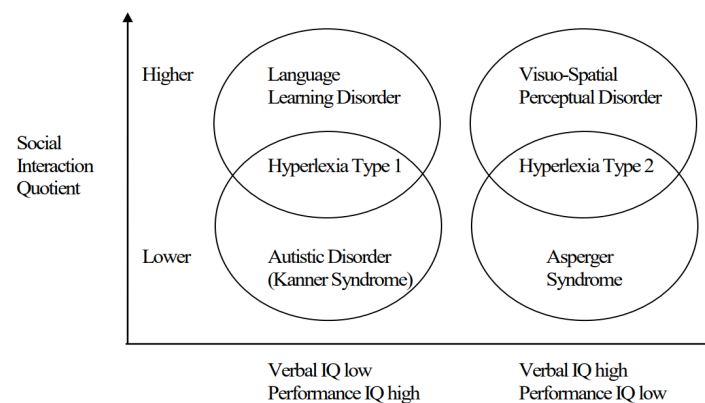 Social
Interaction
Quotient
Higher
Lower
Language
Learning Disorder
Hyperlexia Type 1
Autistic Disorder
(Kanner Syndrome)
Visuo-Spatial
Perceptual Disorder
Hyperlexia Type 2
Asperger
Syndrome
Verbal IQ low
Performance IQ high
Verbal IQ high
Performance IQ low